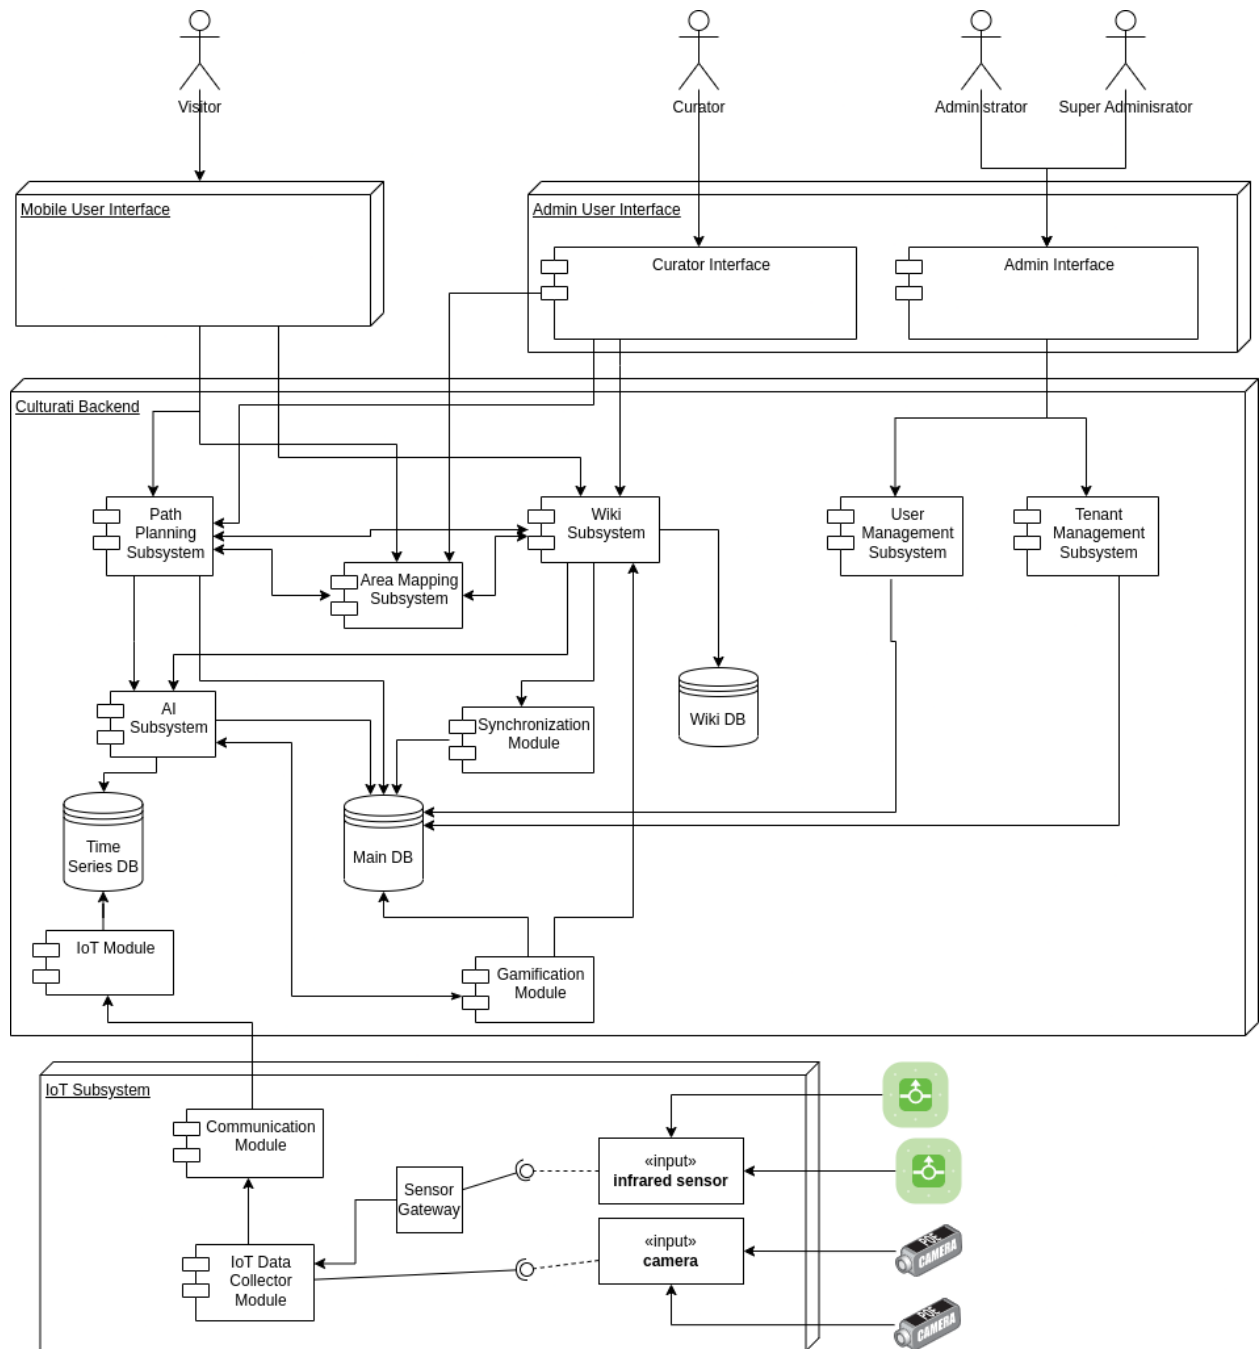 Visitor
Curator
Administrator
Super Adminisrator
Mobile User Interface
Admin User Interface
Curator Interface
Admin Interface
Culturati Backend
Path
Planning
Subsystem
Wiki
Subsystem
User
Management
Subsystem
Tenant
Management
Subsystem
Area Mapping
Subsystem
AI
Subsystem
Synchronization
Module
Wiki DB
Time
Series DB
Main DB
IoT Module
Gamification
Module
IoT Subsystem
Communication
Module
Sensor
Gateway
«input»
infrared sensor
IoT Data
Collector
Module
«input»
camera
POE
CAMERA
POE
CAMERA